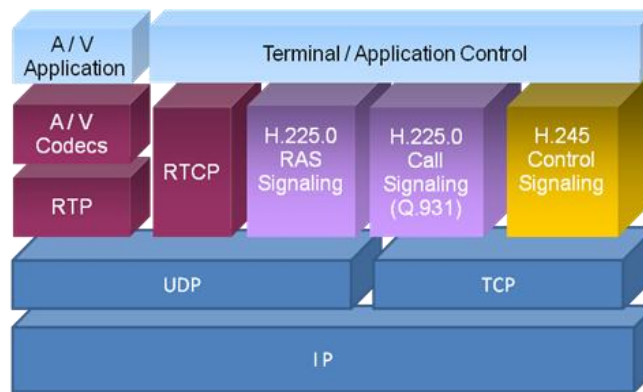 A / V
Application
Terminal / Application Control
A / V
Codecs
RTP
RTCP
H.225.0
RAS
Signaling
H.225.0
Call
Signaling
(Q.931)
H.245
Control
Signaling
UDP
TCP
IP